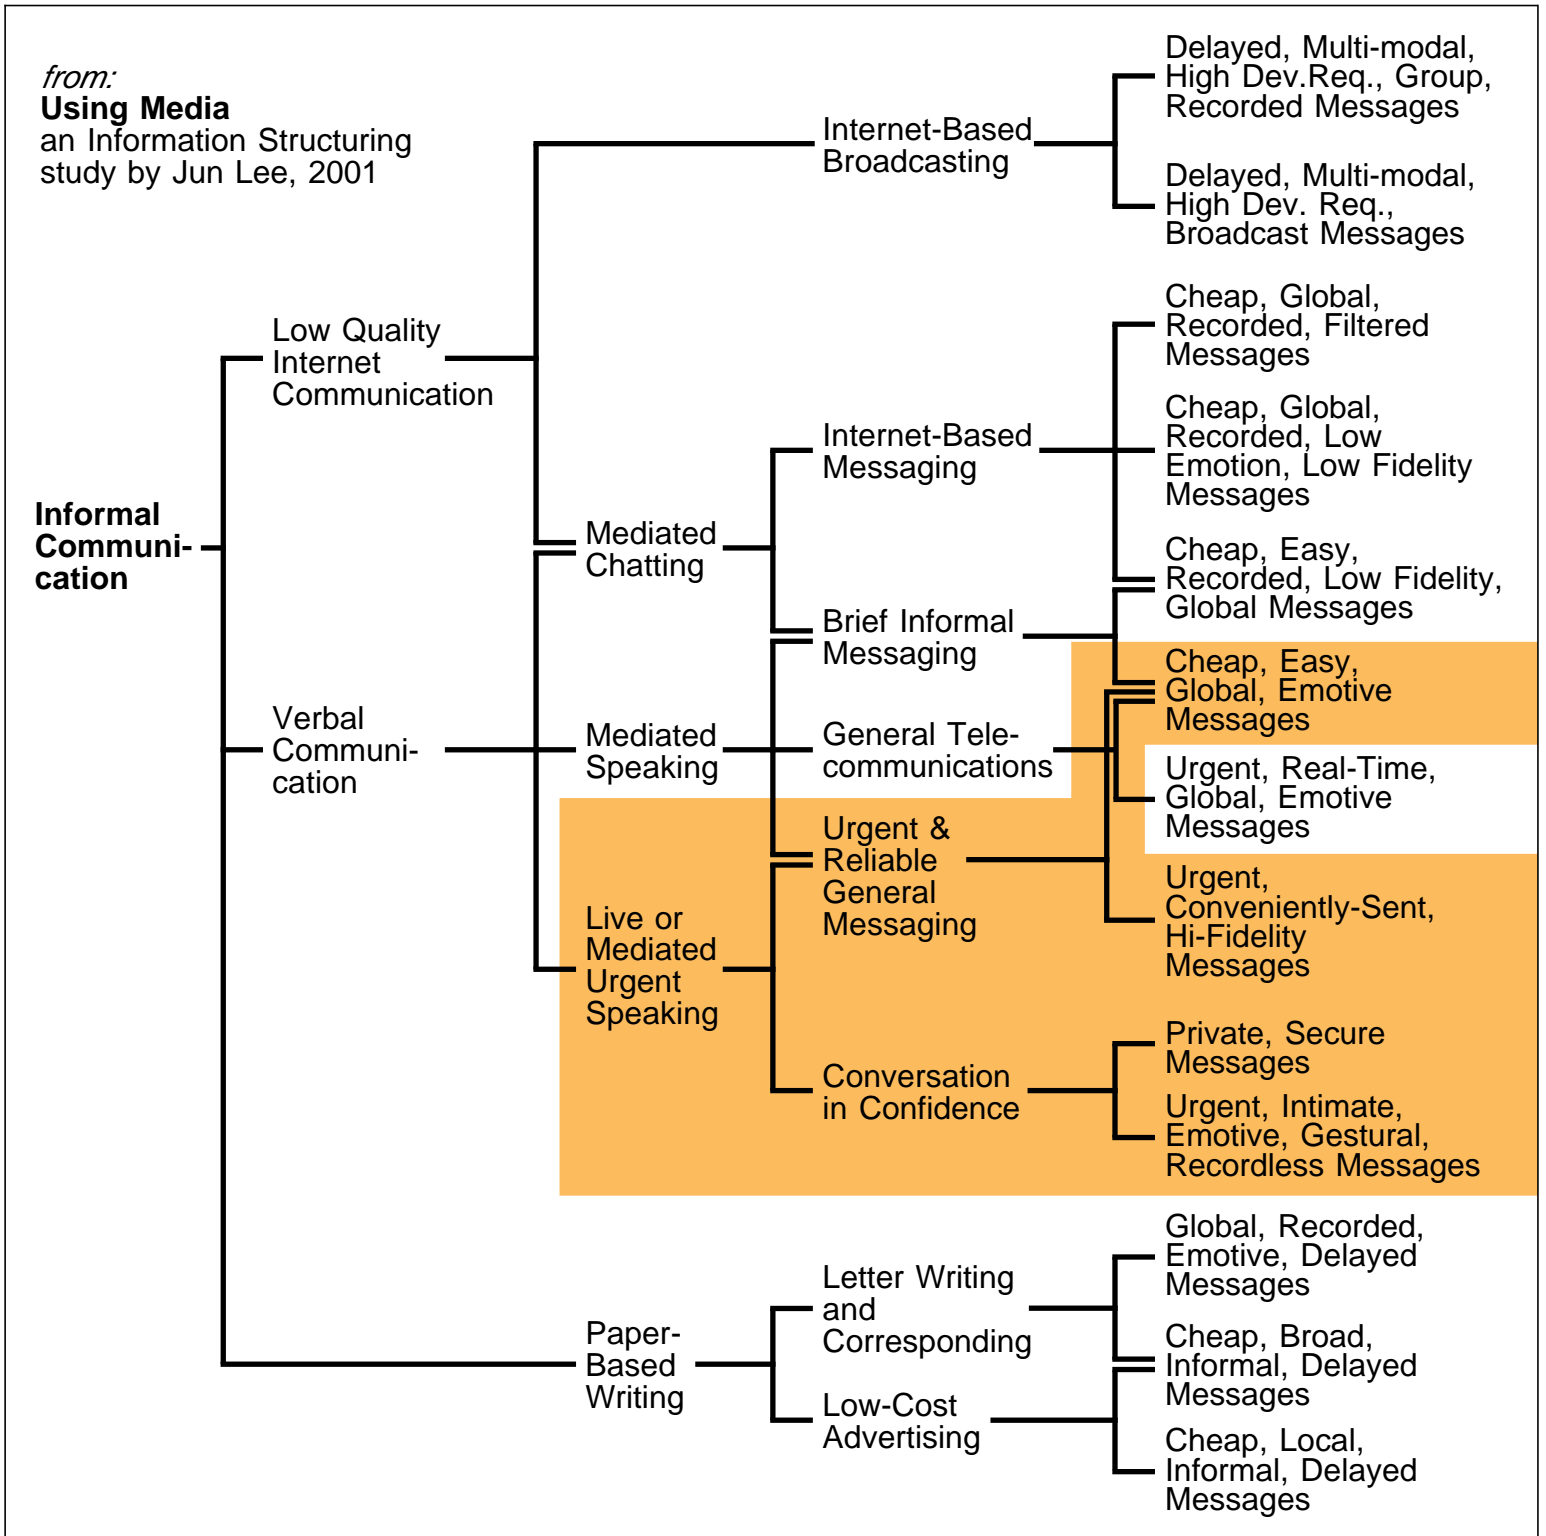 from:
Using Media
an Information Structuring
study by Jun Lee, 2001
Informal
Communi-
cation
Low Quality
Internet
Communication
Verbal
Communi-
cation
Mediated
Chatting
Mediated
Speaking
Live or
Mediated
Urgent
Speaking
Paper-
Based
Writing
Internet-Based
Broadcasting
Internet-Based
Messaging
Brief Informal
Messaging
General Tele-
communications
Urgent &
Reliable
General
Messaging
Conversation
in Confidence
Letter Writing
and
Corresponding
Low-Cost
Advertising
Delayed, Multi-modal,
High Dev.Req., Group,
Recorded Messages
Delayed, Multi-modal,
High Dev. Req.,
Broadcast Messages
Cheap, Global,
Recorded, Filtered
Messages
Cheap, Global,
Recorded, Low
Emotion, Low Fidelity
Messages
Cheap, Easy,
Recorded, Low Fidelity,
Global Messages
Cheap, Easy,
Global, Emotive
Messages
Urgent, Real-Time,
Global, Emotive
Messages
Urgent,
Conveniently-Sent,
Hi-Fidelity
Messages
Private, Secure
Messages
Urgent, Intimate,
Emotive, Gestural,
Recordless Messages
Global, Recorded,
Emotive, Delayed
Messages
Cheap, Broad,
Informal, Delayed
Messages
Cheap, Local,
Informal, Delayed
Messages